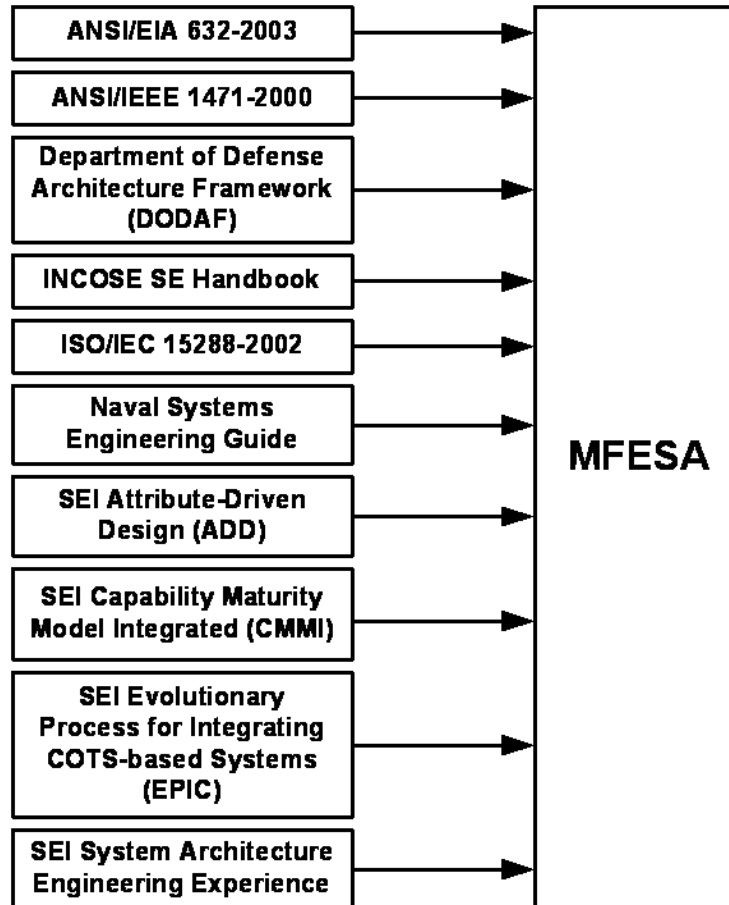 ANSI/EIA 632-2003
ANSI/IEEE 1471-2000
Department of Defense
Architecture Framework
(DODAF)
INCOSE SE Handbook
ISO/IEC 15288-2002
Naval Systems
Engineering Guide
SEI Attribute-Driven
Design (ADD)
SEI Capability Maturity
Model Integrated (CMMI)
SEI Evolutionary
Process for Integrating
COTS-based Systems
(EPIC)
SEI System Architecture
Engineering Experience
MFESA